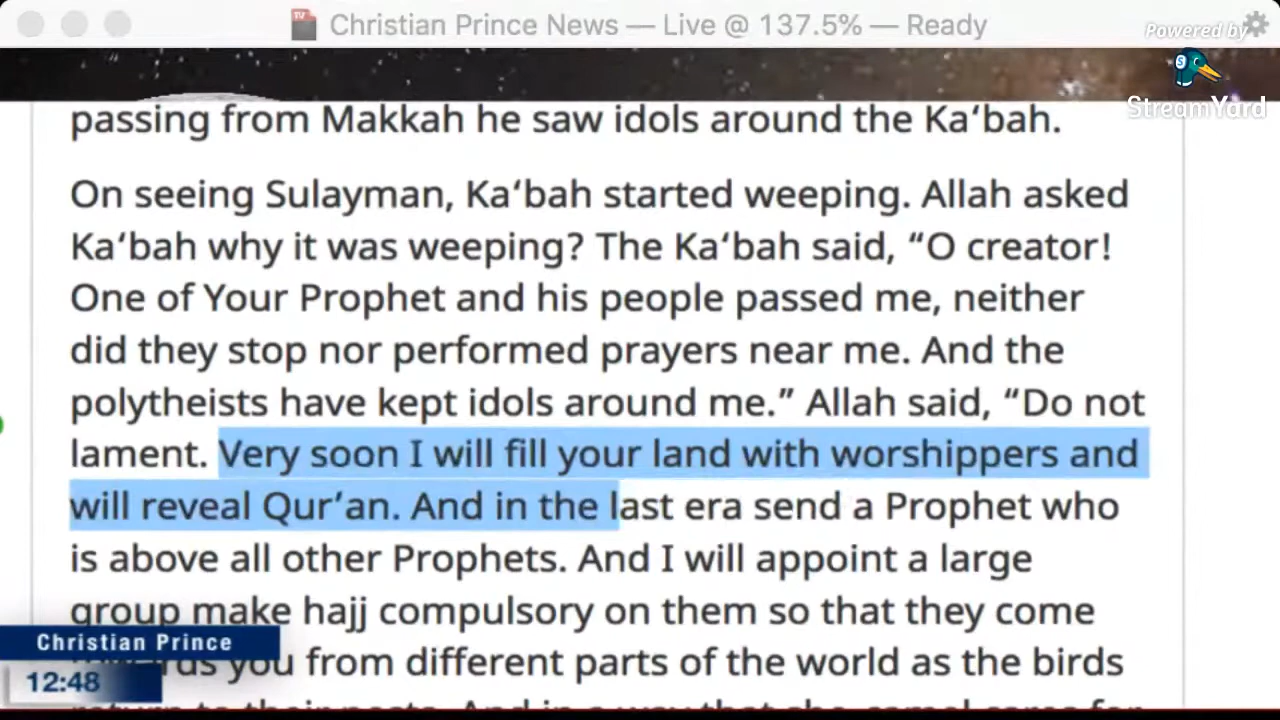 Christian Prince News — Live @ 137.5% — Ready
Powered by
StreamYard
passing from Makkah he saw idols around the Ka‘bah.
On seeing Sulayman, Ka‘bah started weeping. Allah asked
Ka‘bah why it was weeping? The Ka‘bah said, “O creator!
One of Your Prophet and his people passed me, neither
did they stop nor performed prayers near me. And the
polytheists have kept idols around me.” Allah said, “Do not
lament. Very soon I will fill your land with worshippers and
will reveal Qur’an. And in the last era send a Prophet who
is above all other Prophets. And I will appoint a large
group make hajj compulsory on them so that they come
you from different parts of the world as the birds
Christian Prince
12:48